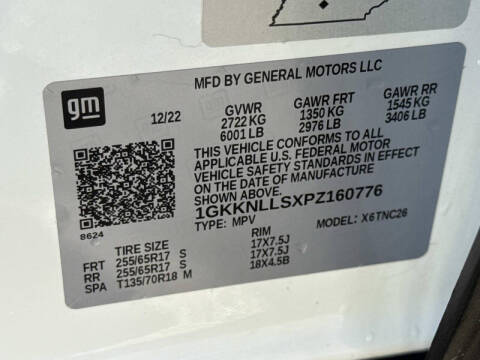 MFD BY GENERAL MOTORS LLC
gm
12/22 GVWR GAWR FRT GAWR RR
2722 KG 1350 KG 1545 KG
6001 LB 2976 LB 3406 LB
THIS VEHICLE CONFORMS TO ALL
APPLICABLE U.S. FEDERAL MOTOR
VEHICLE SAFETY STANDARDS IN EFFECT
ON THE DATE OF MANUFACTURE
SHOWN ABOVE.
1GKKNLLSXPZ160776
TYPE: MPV MODEL: X6TNC26
8624
TIRE SIZE RIM
FRT 255/65R17 S 17X7.5J
RR 255/65R17 S 17X7.5J
SPA T135/70R18 M 18X4.5B